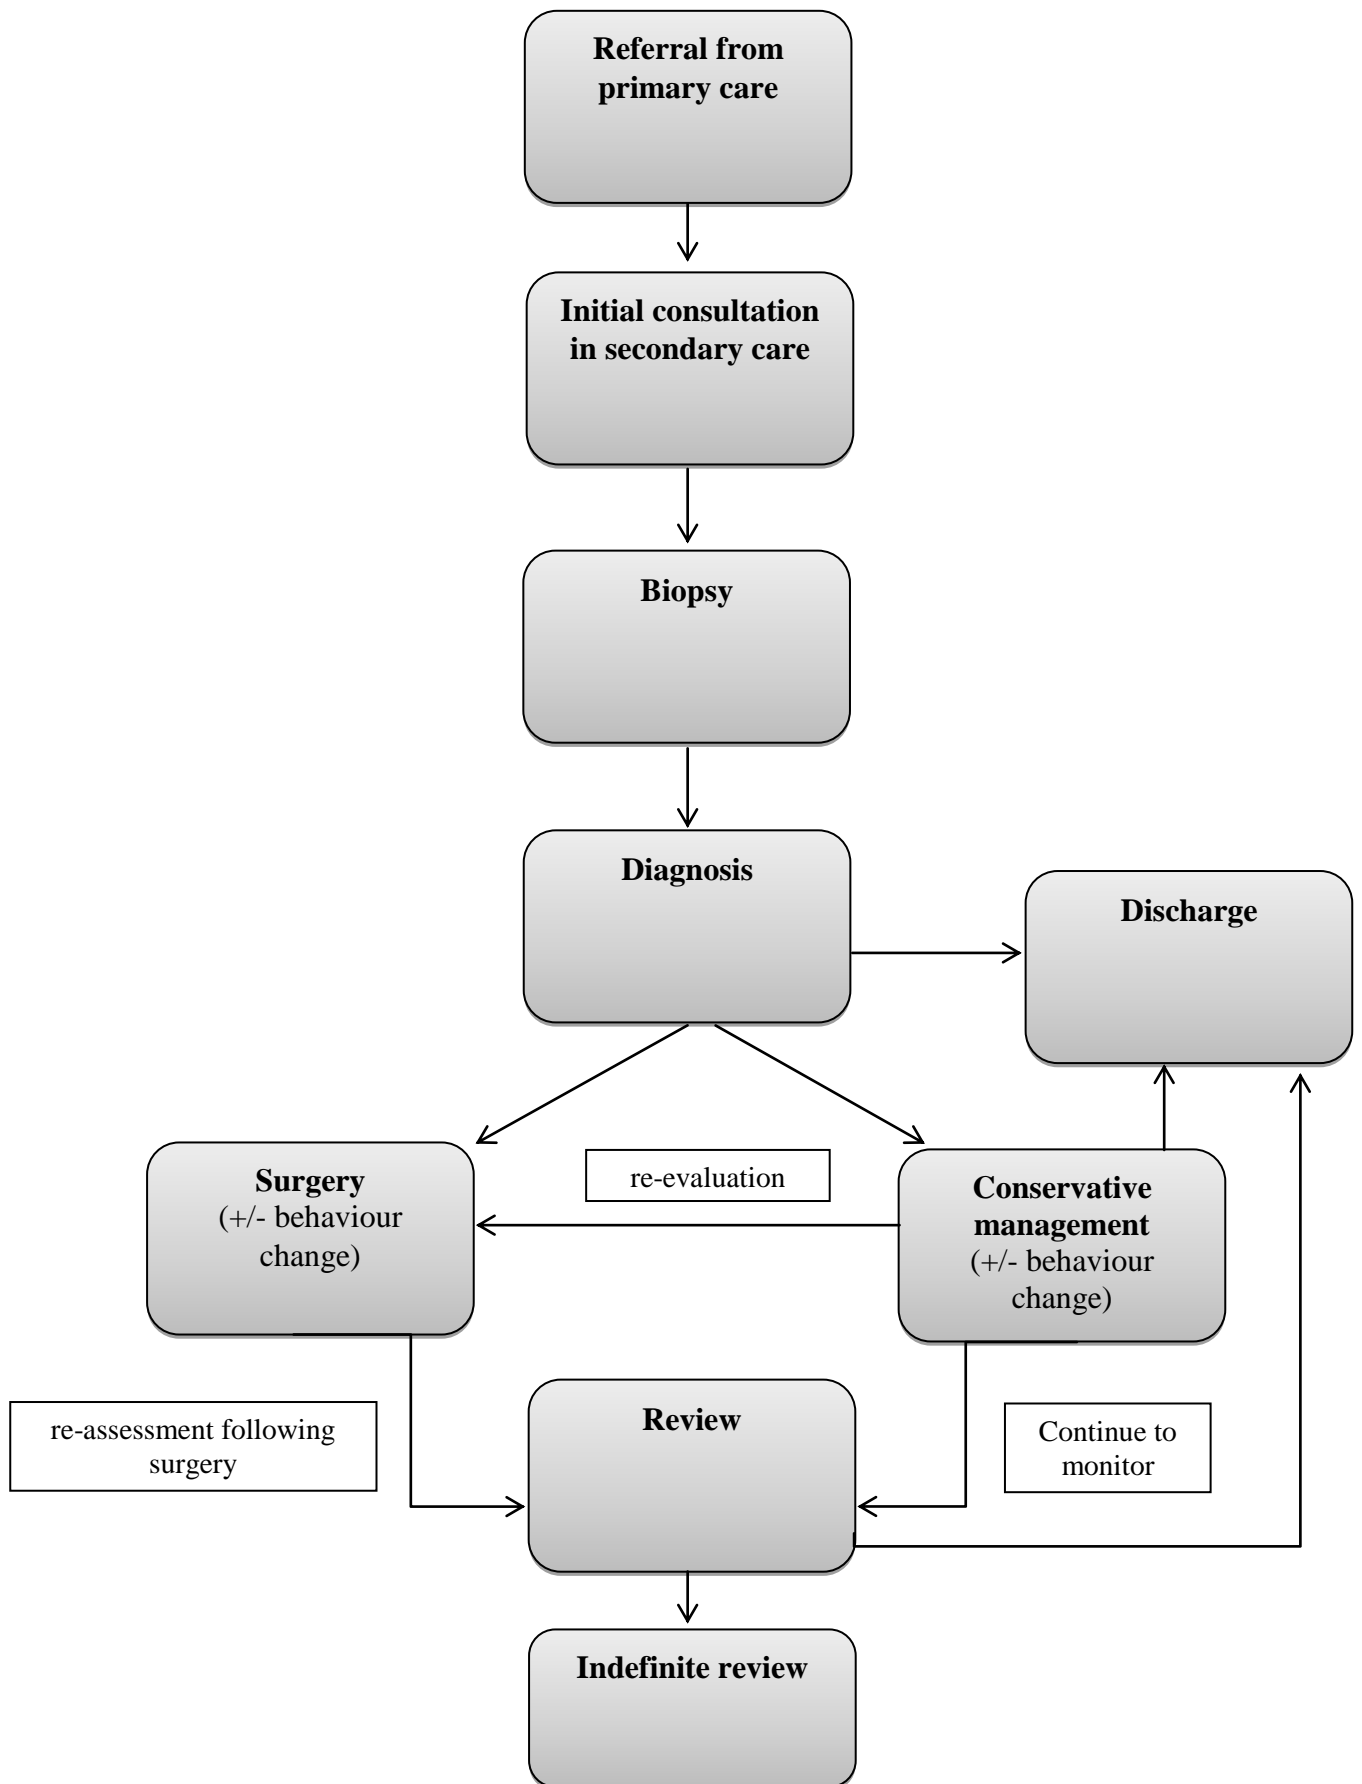 Referral from
primary care
Initial consultation
in secondary care
Biopsy
Diagnosis
Discharge
Surgery
(+/- behaviour
change)
re-evaluation
Conservative
management
(+/- behaviour
change)
re-assessment following
surgery
Review
Continue to
monitor
Indefinite review